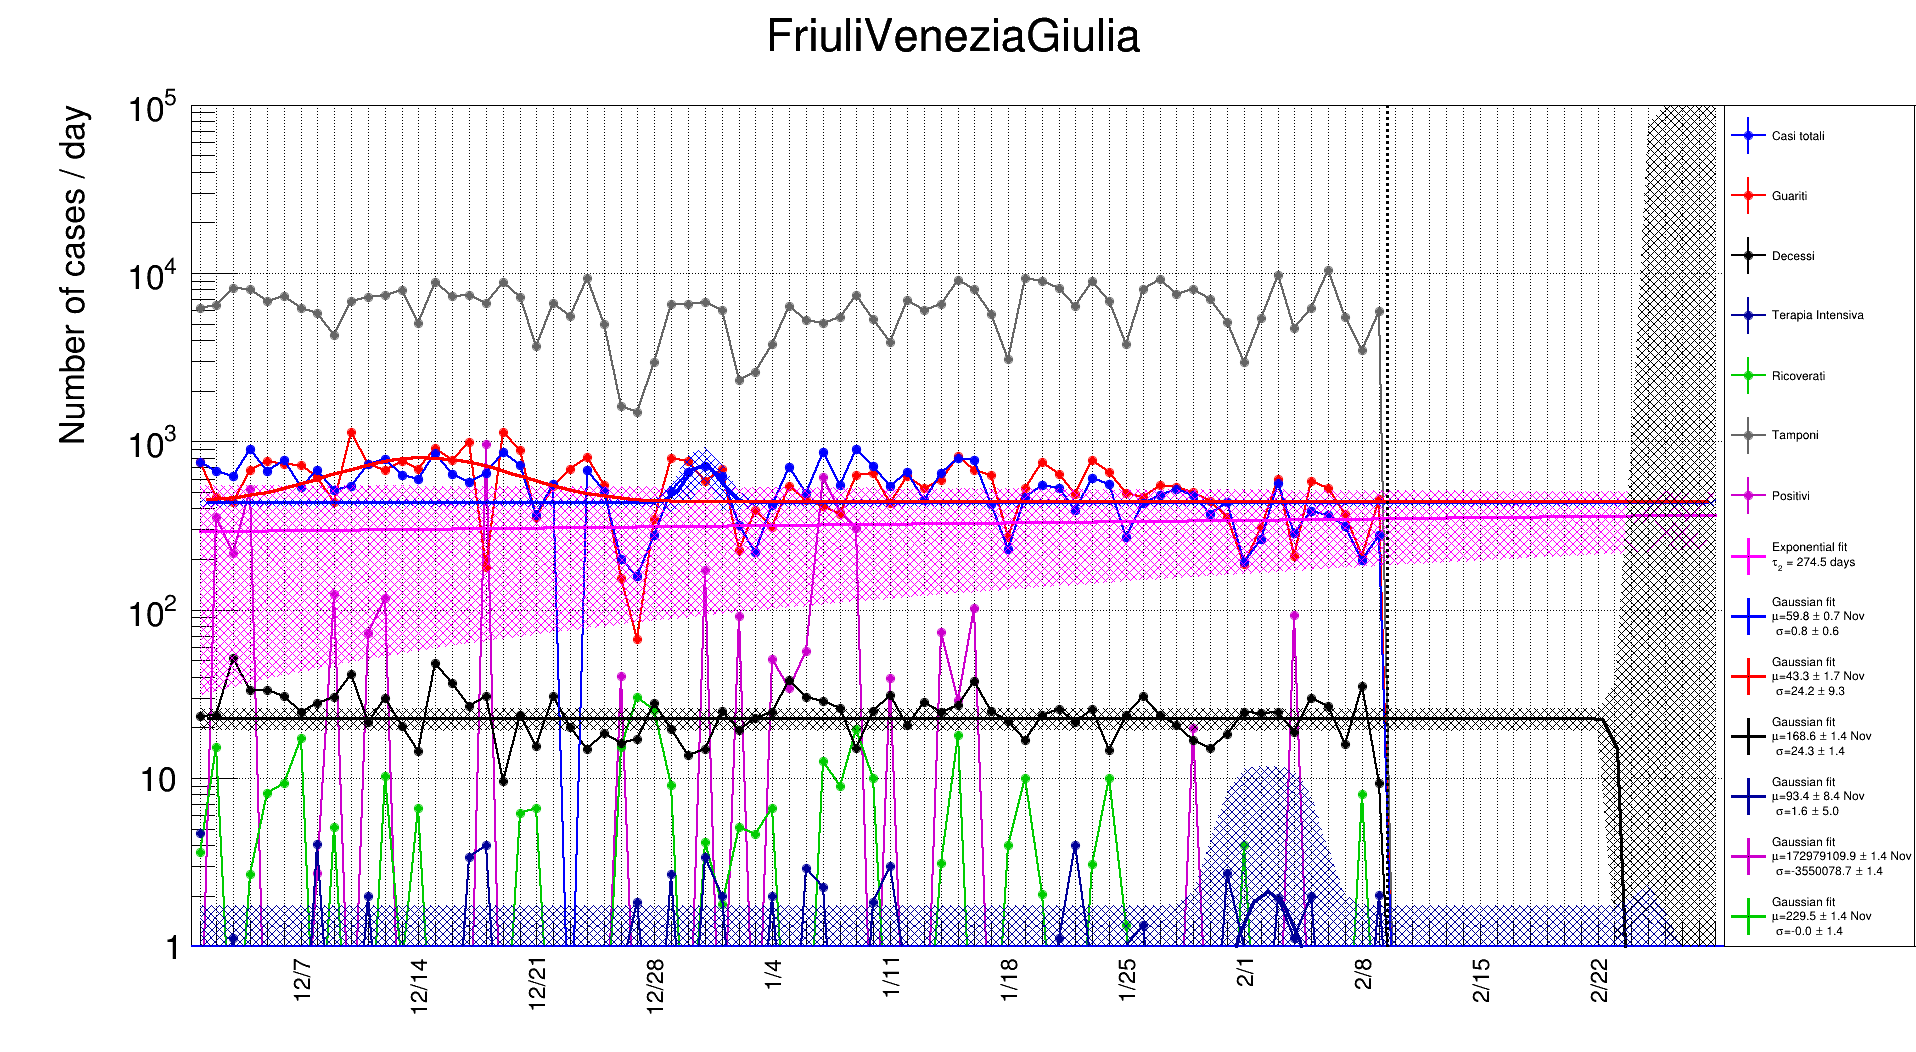 FriuliVeneziaGiulia
Number of cases / day
10^5
10^4
10^3
10^2
10
1
12/7
12/14
12/21
12/28
1/4
1/11
1/18
1/25
2/1
2/8
2/15
2/22
Casi totali
Guariti
Decessi
Terapia Intensiva
Ricoverati
Tamponi
Positivi
Exponential fit
τ₂ = 274.5 days
Gaussian fit
μ=59.8 ± 0.7 Nov
σ=0.8 ± 0.6
Gaussian fit
μ=43.3 ± 1.7 Nov
σ=24.2 ± 9.3
Gaussian fit
μ=168.6 ± 1.4 Nov
σ=24.3 ± 1.4
Gaussian fit
μ=93.4 ± 8.4 Nov
σ=1.6 ± 5.0
Gaussian fit
μ=172979109.9 ± 1.4 Nov
σ=-3550078.7 ± 1.4
Gaussian fit
μ=229.5 ± 1.4 Nov
σ=-0.0 ± 1.4